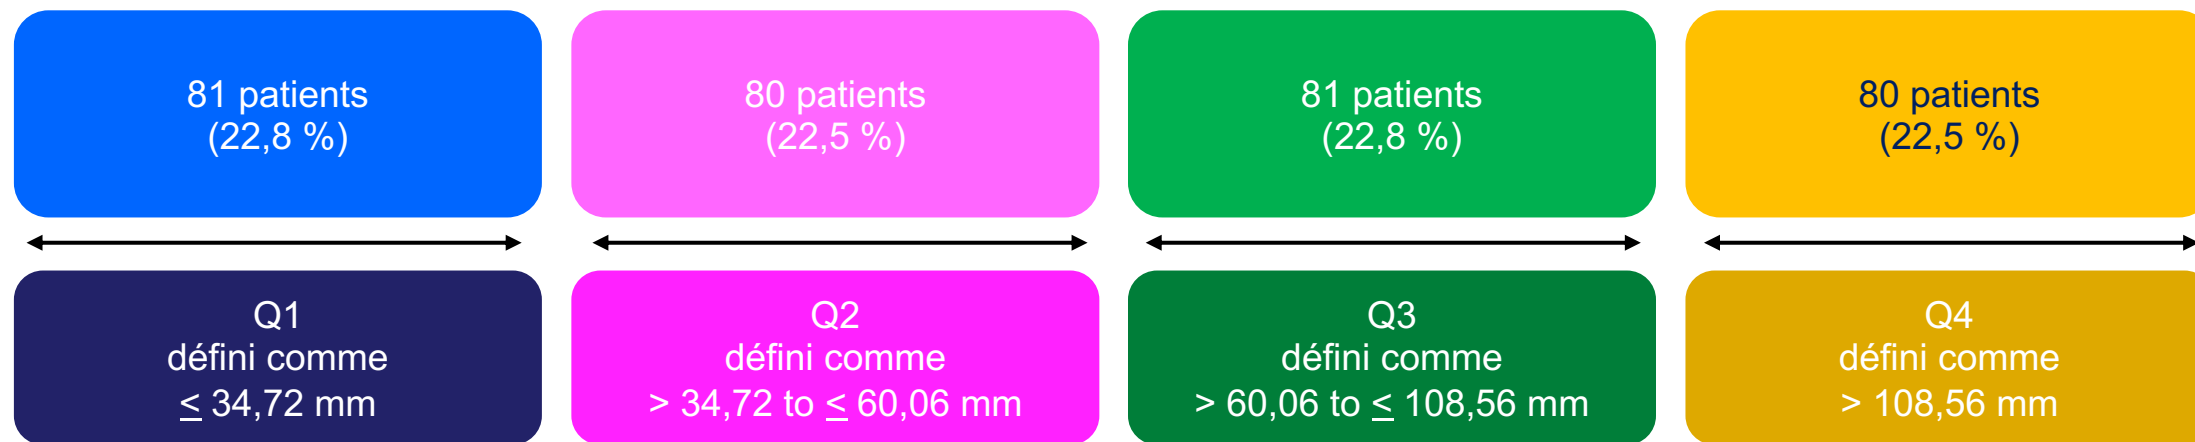 81 patients
(22,8 %)
80 patients
(22,5 %)
81 patients
(22,8 %)
80 patients
(22,5 %)
Q1
défini comme
≤ 34,72 mm
Q2
défini comme
> 34,72 to ≤ 60,06 mm
Q3
défini comme
> 60,06 to ≤ 108,56 mm
Q4
défini comme
> 108,56 mm